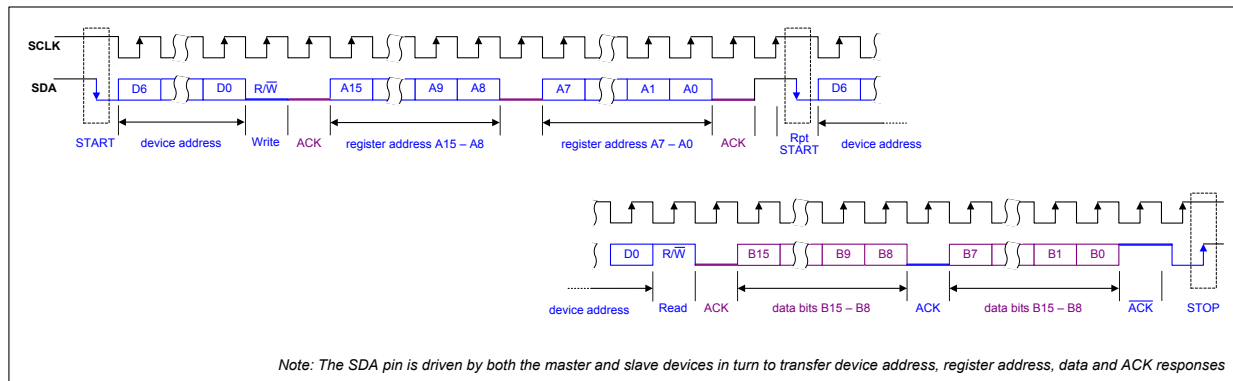 SCLK
SDA
D6 D0 R/W̅ A15 A9 A8 A7 A1 A0 D6
START device address Write ACK register address A15 – A8 register address A7 – A0 ACK Rpt START device address
D0 R/W̅ B15 B9 B8 B7 B1 B0
device address Read ACK data bits B15 – B8 ACK data bits B15 – B8 A̅C̅K̅ STOP
Note: The SDA pin is driven by both the master and slave devices in turn to transfer device address, register address, data and ACK responses